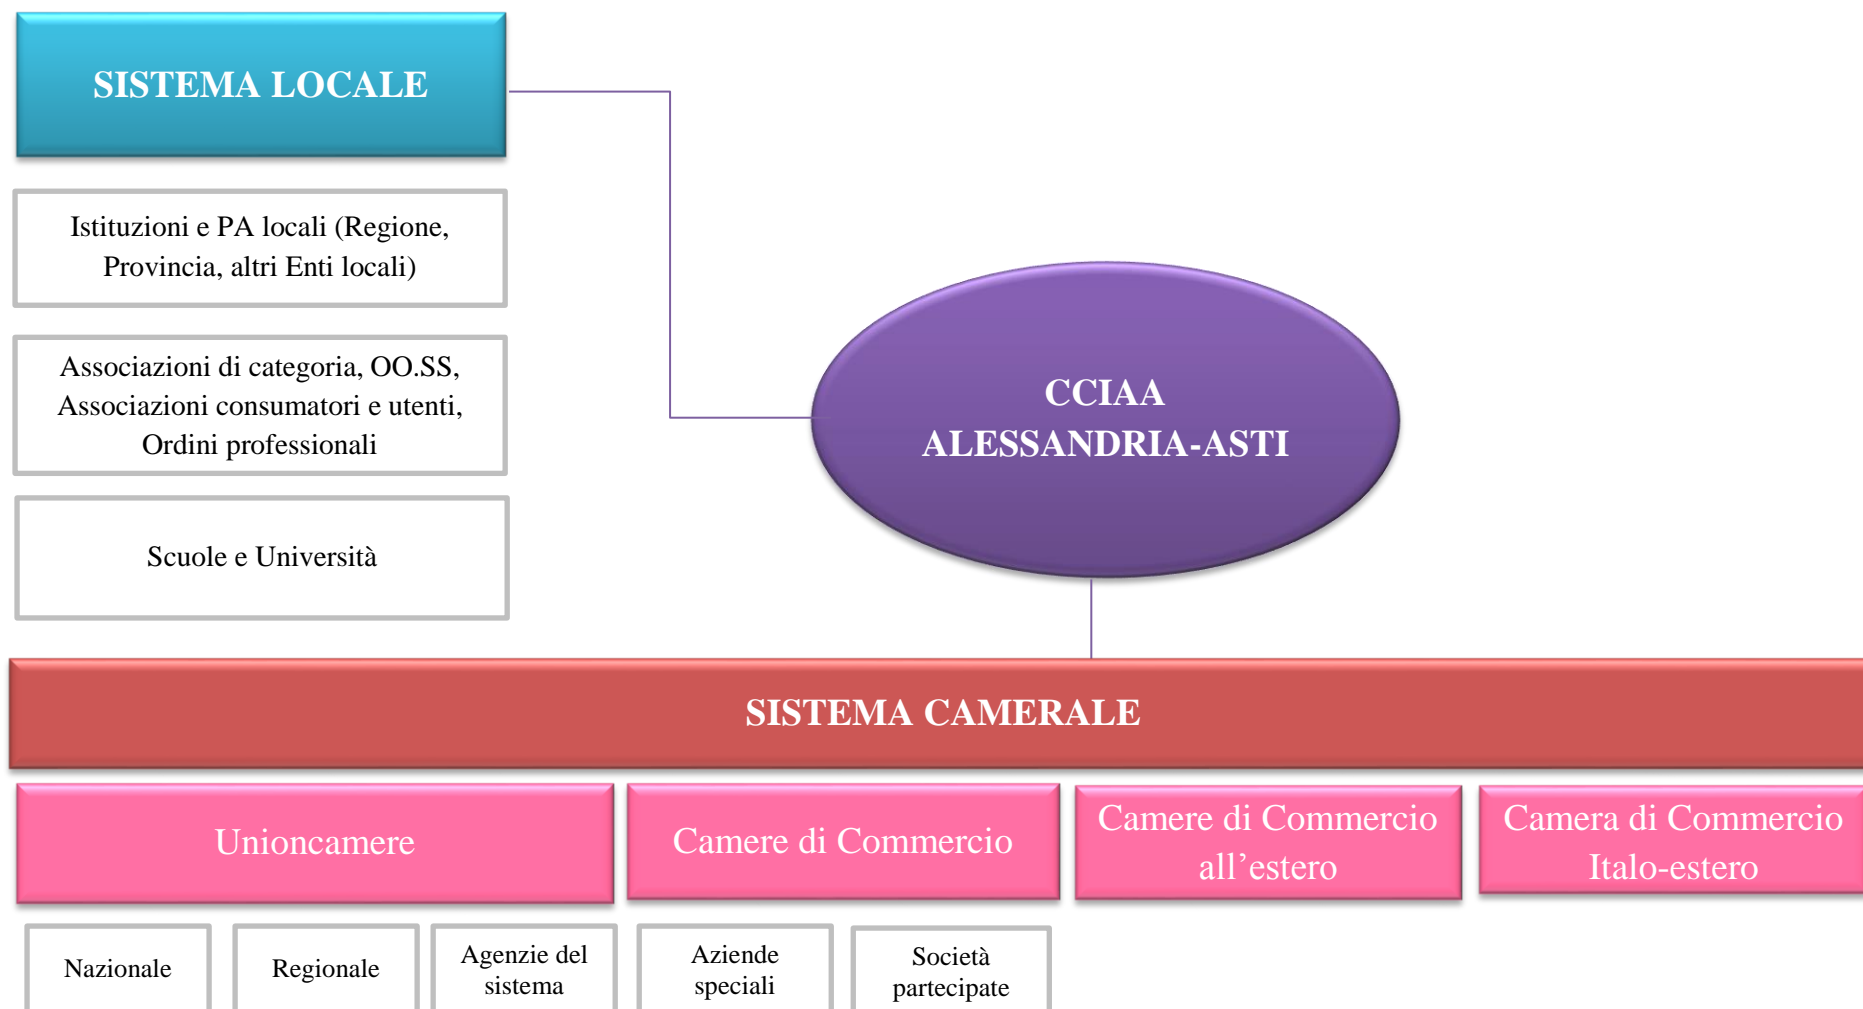 SISTEMA LOCALE
Istituzioni e PA locali (Regione,
Provincia, altri Enti locali)
Associazioni di categoria, OO.SS,
Associazioni consumatori e utenti,
Ordini professionali
Scuole e Università
CCIAA
ALESSANDRIA-ASTI
SISTEMA CAMERALE
Unioncamere
Camere di Commercio
Camere di Commercio
all’estero
Camera di Commercio
Italo-estero
Nazionale
Regionale
Agenzie del
sistema
Aziende
speciali
Società
partecipate